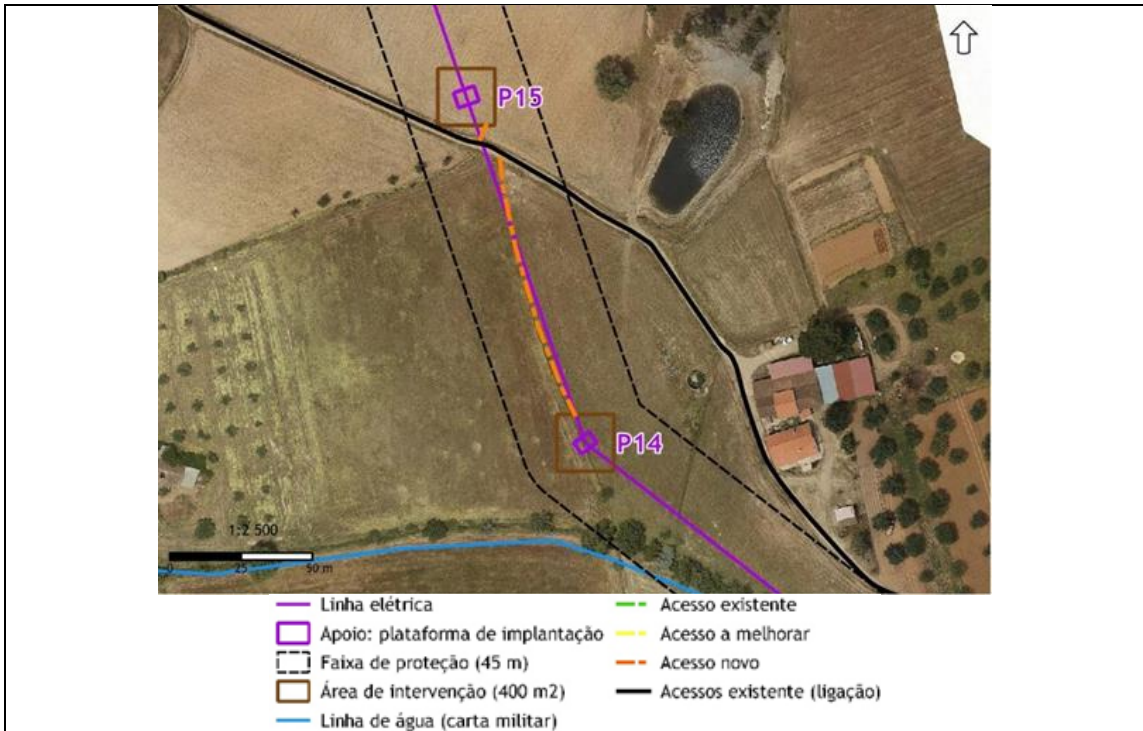 P15
P14
1:2 500
0 25 50 m
Linha elétrica
Apoio: plataforma de implantação
Faixa de proteção (45 m)
Área de intervenção (400 m2)
Linha de água (carta militar)
Acesso existente
Acesso a melhorar
Acesso novo
Acessos existente (ligação)